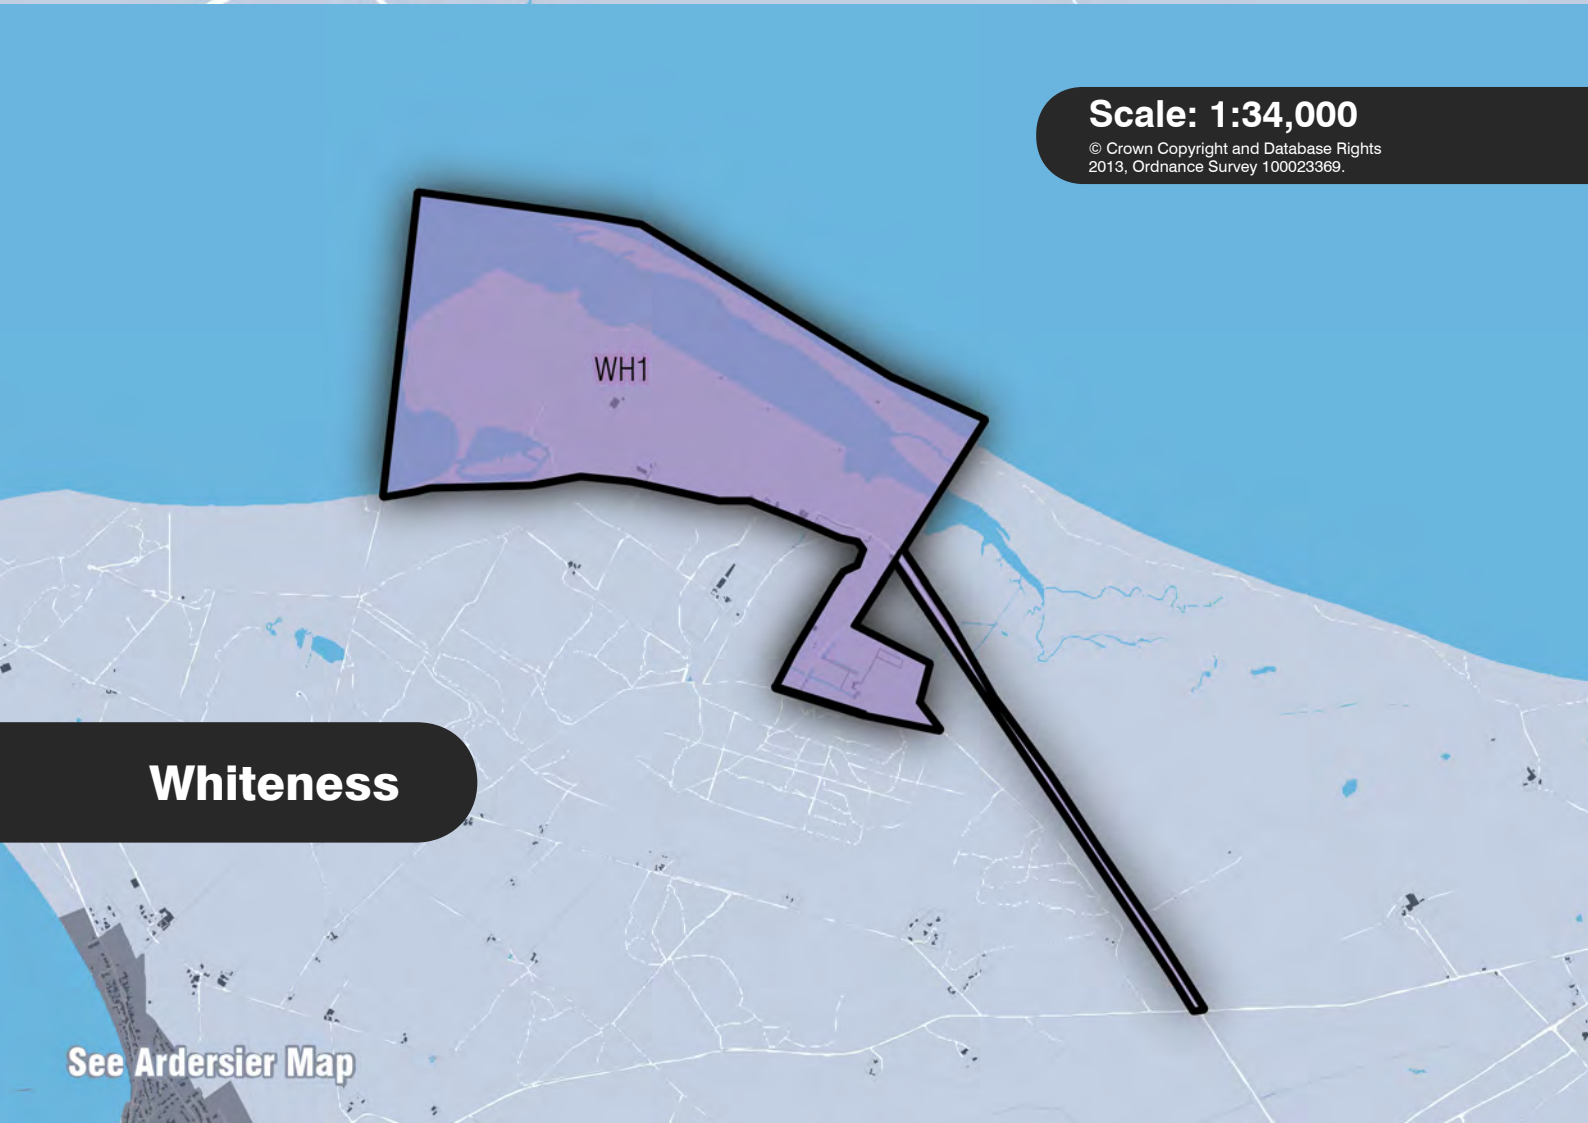 Scale: 1:34,000
© Crown Copyright and Database Rights
2013, Ordnance Survey 100023369.
WH1
Whiteness
See Ardersier Map